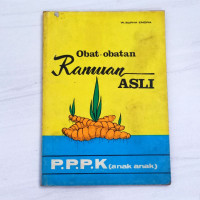 Obat-obatan
Ramuan
ASLI
P.P.P.K (anak anak)